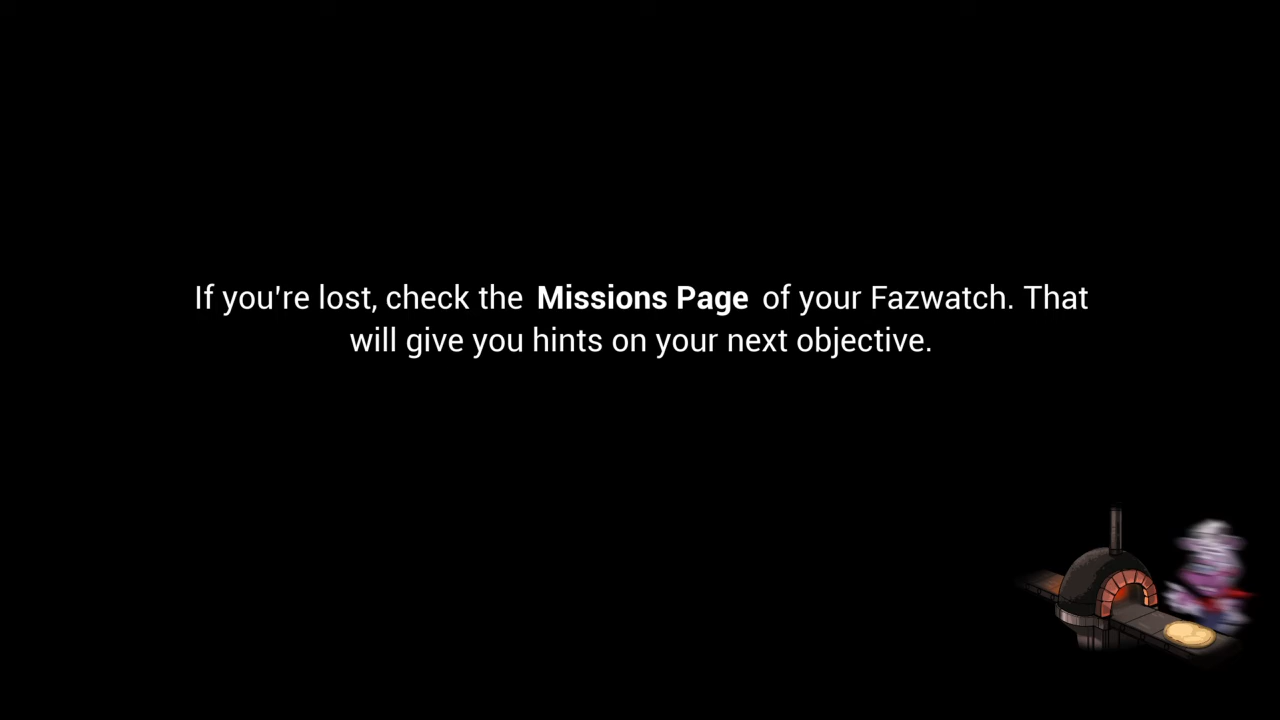 If you're lost, check the Missions Page of your Fazwatch. That
will give you hints on your next objective.